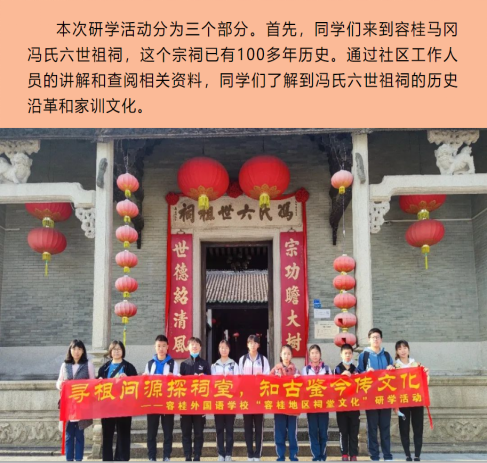 本次研学活动分为三个部分。首先，同学们来到容桂马冈
冯氏六世祖祠，这个宗祠已有100多年历史。通过社区工作人
员的讲解和查阅相关资料，同学们了解到冯氏六世祖祠的历史
沿革和家训文化。
祠祖世六氏馮
宗功瞻大树
世德站清風
寻根问源探祠堂，知古鉴今传文化
——容桂外国语学校“容桂地区祠堂文化”研学活动